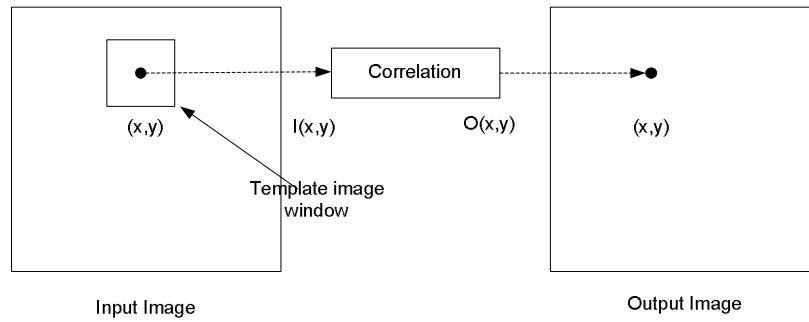 Correlation
(x,y)
I(x,y)
O(x,y)
(x,y)
Template image
window
Input Image
Output Image